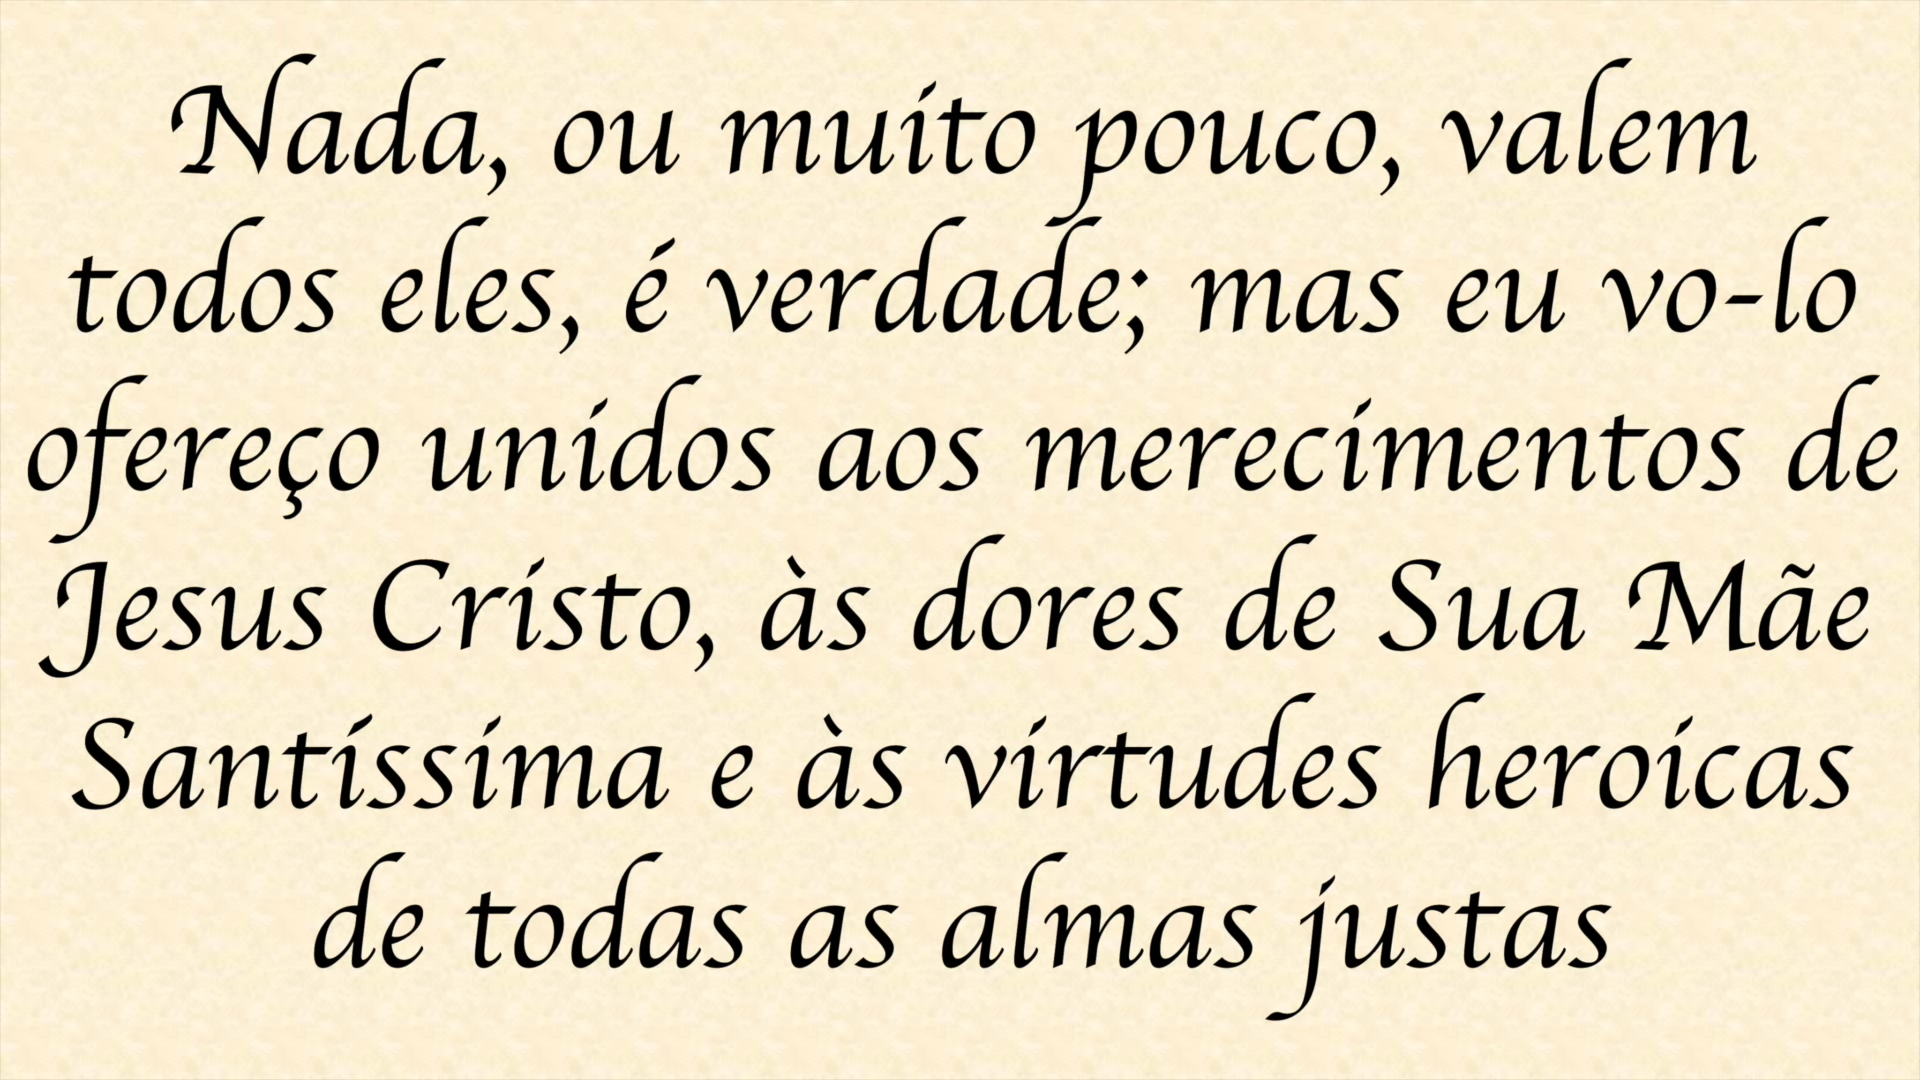 Nada, ou muito pouco, valem
todos eles, é verdade; mas eu vo-lo
ofereço unidos aos merecimentos de
Jesus Cristo, às dores de Sua Mãe
Santíssima e às virtudes heroicas
de todas as almas justas